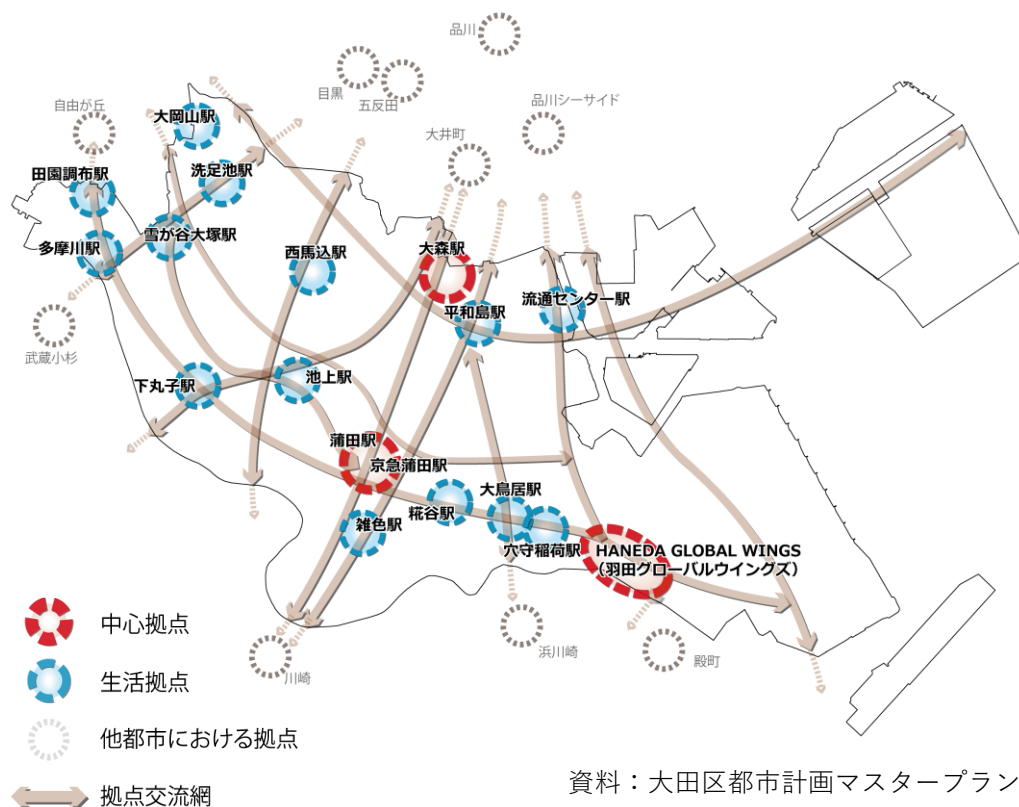 品川
目黒
五反田
品川シーサイド
自由が丘
大岡山駅
大井町
田園調布駅
洗足池駅
多摩川駅
雪が谷大塚駅
西馬込駅
大森駅
流通センター駅
平和島駅
武蔵小杉
下丸子駅
池上駅
蒲田駅
京急蒲田駅
糀谷駅
大鳥居駅
雑色駅
穴守稲荷駅
HANEDA GLOBAL WINGS
（羽田グローバルウイングズ）
川崎
浜川崎
殿町
中心拠点
生活拠点
他都市における拠点
拠点交流網
資料：大田区都市計画マスタープラン